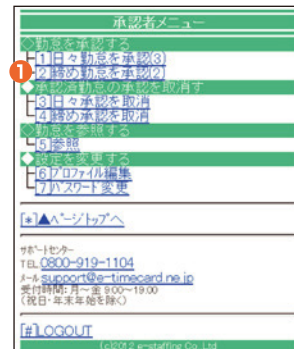 承認者メニュー
◇勤怠を承認する
[1]日々勤怠を承認(3)
1
[2]締め勤怠を承認(2)
◆承認済勤怠の承認を取消す
[3]日々承認を取消
[4]締め承認を取消
◇勤怠を参照する
[5]参照
◆設定を変更する
[6]プロファイル編集
[7]パスワード変更
[*]▲ページトップへ
サポートセンター
TEL:0800-919-1104
メール:support@e-timecard.ne.jp
受付時間:月～金 9:00～19:00
(祝日・年末年始を除く)
[#]LOGOUT
(c)2012 e-staffing Co.,Ltd.